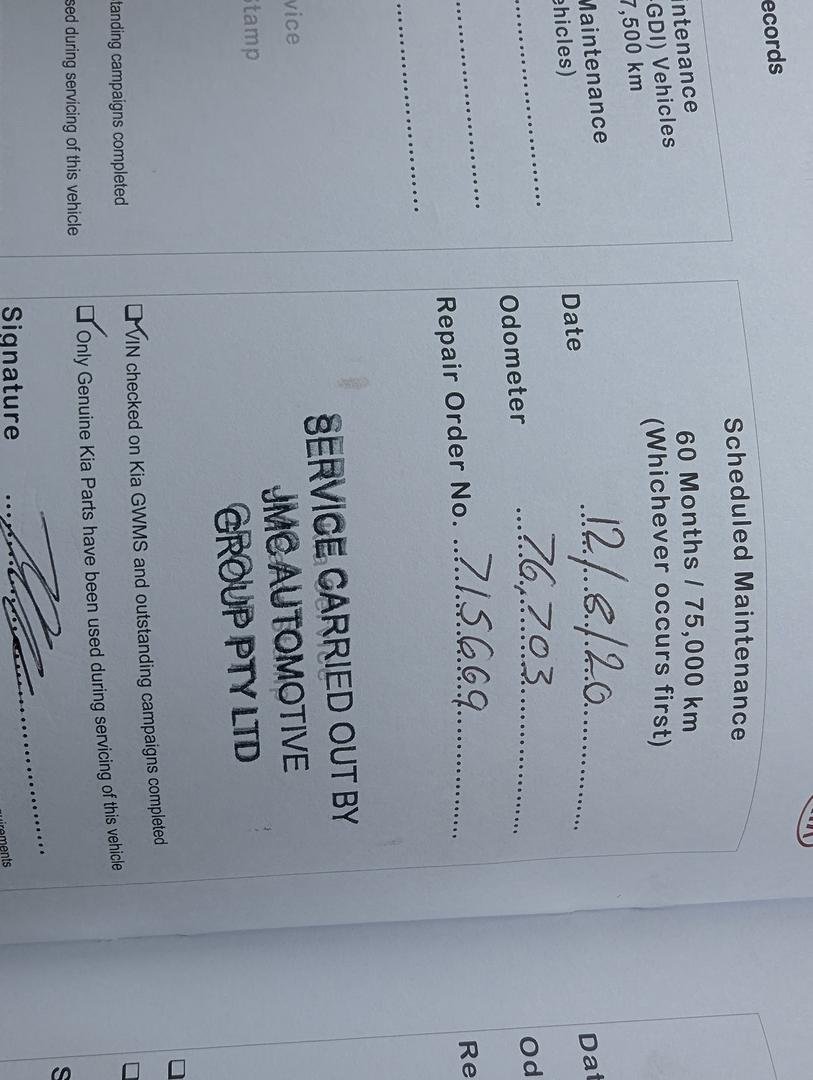 ecords
intenance
GDI) Vehicles
7,500 km
Maintenance
ehicles)
vice
tamp
tanding campaigns completed
sed during servicing of this vehicle
Scheduled Maintenance
60 Months / 75,000 km
(Whichever occurs first)
Date 12/8/20
Odometer 76,703
Repair Order No. 715669
SERVICE CARRIED OUT BY
JMC AUTOMOTIVE
GROUP PTY LTD
VIN checked on Kia GWMS and outstanding campaigns completed
Only Genuine Kia Parts have been used during servicing of this vehicle
Signature
quirements
Dat
Od
Re
S